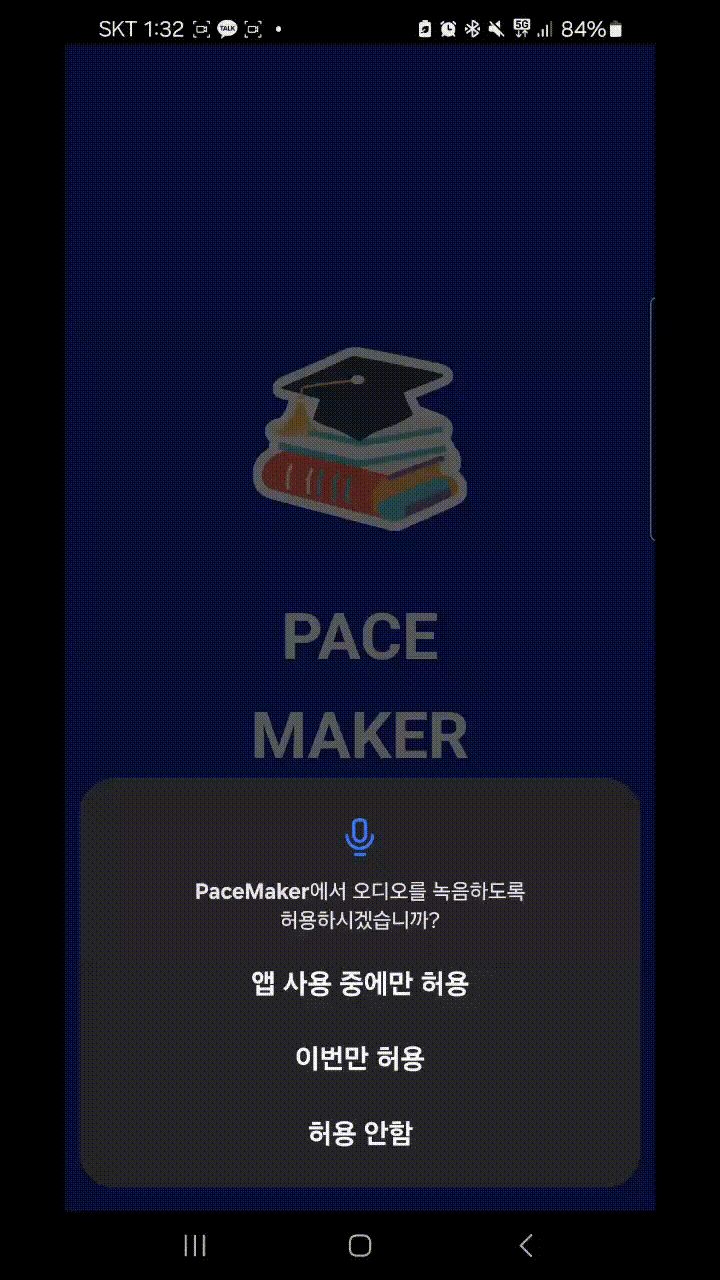 SKT 1:32 TALK 5G 84%
PACE
MAKER
PaceMaker에서 오디오를 녹음하도록
허용하시겠습니까?
앱 사용 중에만 허용
이번만 허용
허용 안함